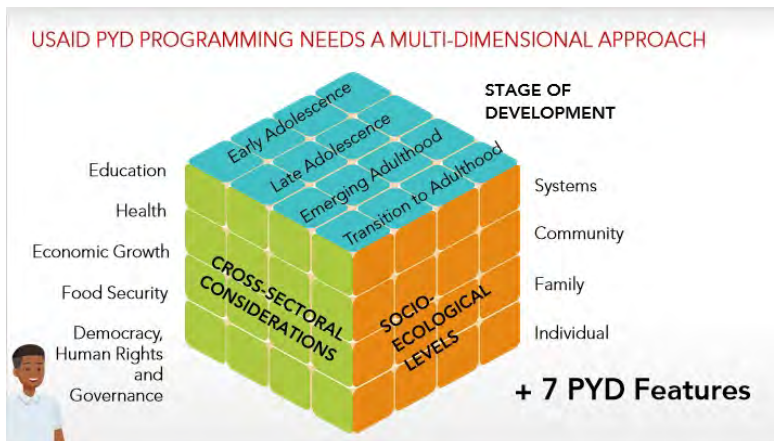 USAID PYD PROGRAMMING NEEDS A MULTI-DIMENSIONAL APPROACH
STAGE OF
DEVELOPMENT
Early Adolescence
Late Adolescence
Emerging Adulthood
Transition to Adulthood
Education
Health
Economic Growth
Food Security
Democracy,
Human Rights
and
Governance
CROSS-SECTORAL
CONSIDERATIONS
SOCIO-
ECOLOGICAL
LEVELS
Systems
Community
Family
Individual
+ 7 PYD Features